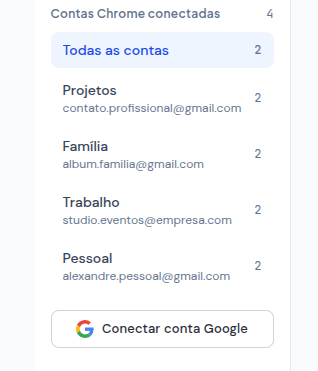 Contas Chrome conectadas 4
Todas as contas 2
Projetos
contato.profissional@gmail.com 2
Família
album.familia@gmail.com 2
Trabalho
studio.eventos@empresa.com 2
Pessoal
alexandre.pessoal@gmail.com 2
Conectar conta Google